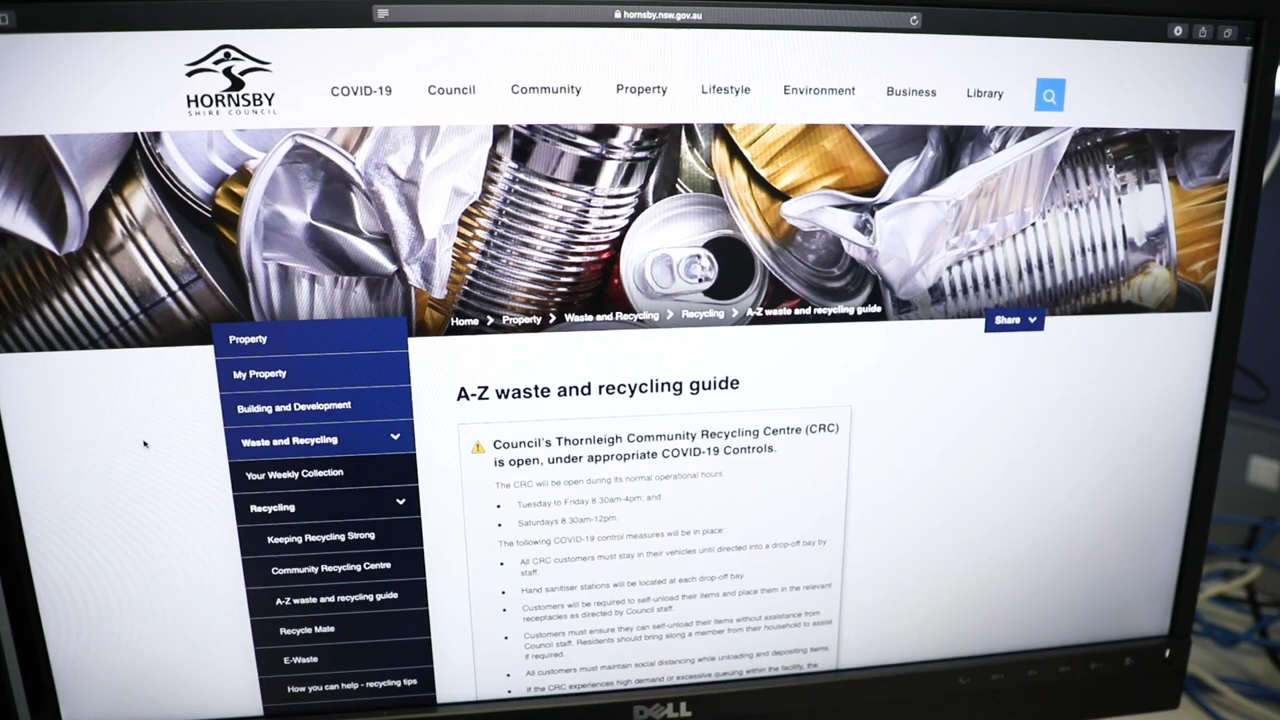 hornsby.nsw.gov.au
HORNSBY
SHIRE COUNCIL
COVID-19 Council Community Property Lifestyle Environment Business Library
Home > Property > Waste and Recycling > Recycling > A-Z waste and recycling guide
Share
Property
My Property
Building and Development
Waste and Recycling
Your Weekly Collection
Recycling
Keeping Recycling Strong
Community Recycling Centre
A-Z waste and recycling guide
Recycle Mate
E-Waste
How you can help - recycling tips
A-Z waste and recycling guide
Council's Thornleigh Community Recycling Centre (CRC)
is open, under appropriate COVID-19 Controls.
The CRC will be open during its normal operational hours:
• Tuesday to Friday 8.30am-4pm; and
• Saturdays 8.30am-12pm.
The following COVID-19 control measures will be in place:
• All CRC customers must stay in their vehicles until directed into a drop-off bay by
staff.
• Hand sanitiser stations will be located at each drop-off bay.
• Customers will be required to self-unload their items and place them in the relevant
receptacles as directed by Council staff.
• Customers must ensure they can self-unload their items without assistance from
Council staff. Residents should bring along a member from their household to assist
if required.
• All customers must maintain social distancing while unloading and depositing items.
• If the CRC experiences high demand or excessive queuing within the facility, the
DELL